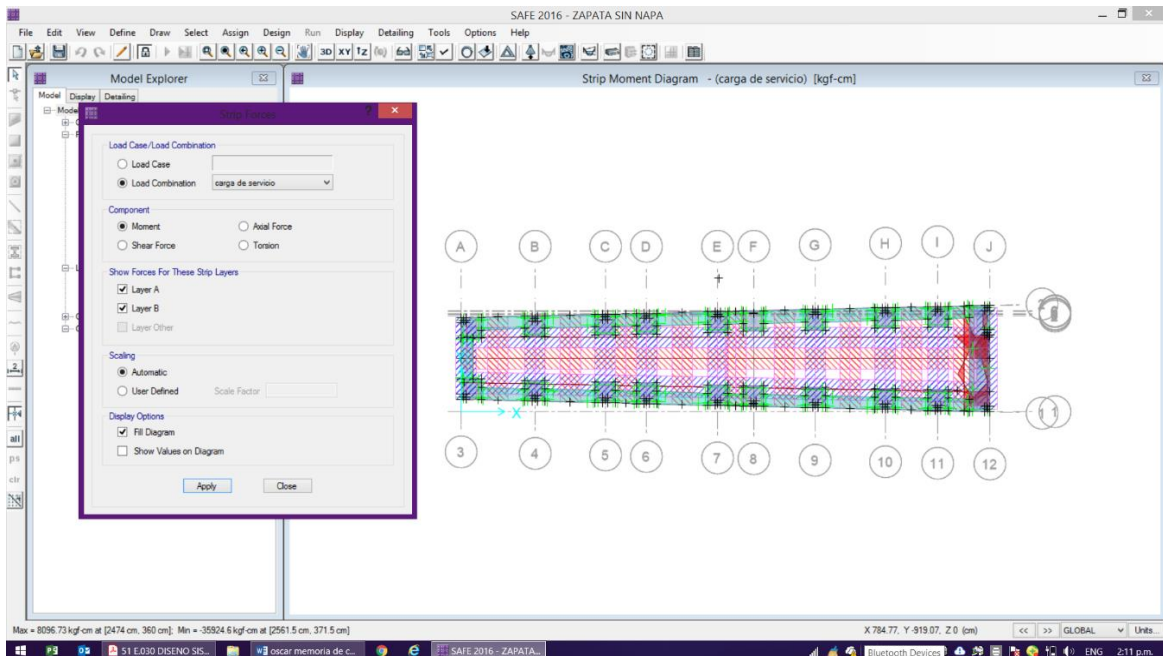 SAFE 2016 - ZAPATA SIN NAPA
File Edit View Define Draw Select Assign Design Run Display Detailing Tools Options Help
3D XY
Model Explorer
Strip Moment Diagram - (carga de servicio) [kgf-cm]
Model Display Detailing
Strip Forces
? ×
Load Case/Load Combination
Load Case
Load Combination carga de servicio
Component
Moment Axial Force
Shear Force Torsion
Show Forces For These Strip Layers
Layer A
Layer B
Layer Other
Scaling
Automatic
User Defined Scale Factor
Display Options
Fill Diagram
Show Values on Diagram
Apply Close
all
ps
clr
A B C D E F G H I J
X
1 1
3 4 5 6 7 8 9 10 11 12
Max = 8096.73 kgf-cm at [2474 cm, 360 cm]; Min = -35924.6 kgf-cm at [2561.5 cm, 371.5 cm]
X 784.77, Y -919.07, Z 0 (cm) << >> GLOBAL Units...
51 E.030 DISENO SIS... oscar memoria de c... SAFE 2016 - ZAPATA... Bluetooth Devices ENG 2:11 p.m.